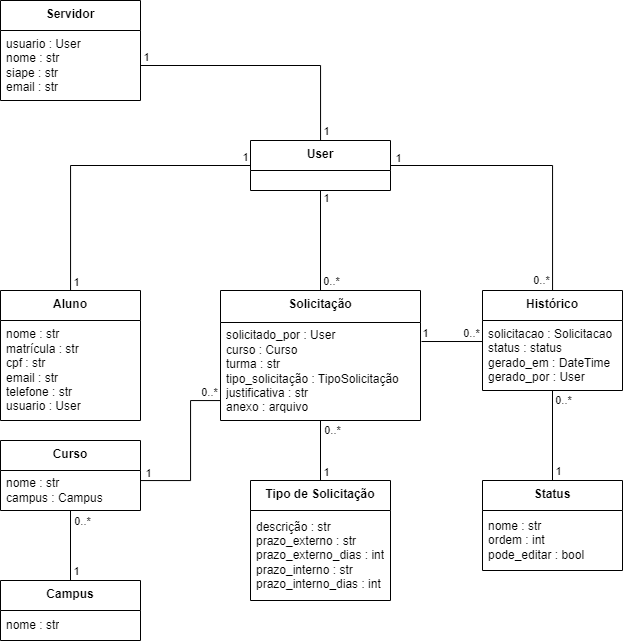 Servidor
usuario : User
nome : str
siape : str
email : str
1
1
User
1
1
1
1
0..*
0..*
Aluno
nome : str
matrícula : str
cpf : str
email : str
telefone : str
usuario : User
Solicitação
solicitado_por : User
curso : Curso
turma : str
tipo_solicitação : TipoSolicitação
justificativa : str
anexo : arquivo
1
0..*
Histórico
solicitacao : Solicitacao
status : status
gerado_em : DateTime
gerado_por : User
0..*
0..*
0..*
Curso
nome : str
campus : Campus
1
0..*
1
Campus
nome : str
1
Tipo de Solicitação
descrição : str
prazo_externo : str
prazo_externo_dias : int
prazo_interno : str
prazo_interno_dias : int
1
Status
nome : str
ordem : int
pode_editar : bool